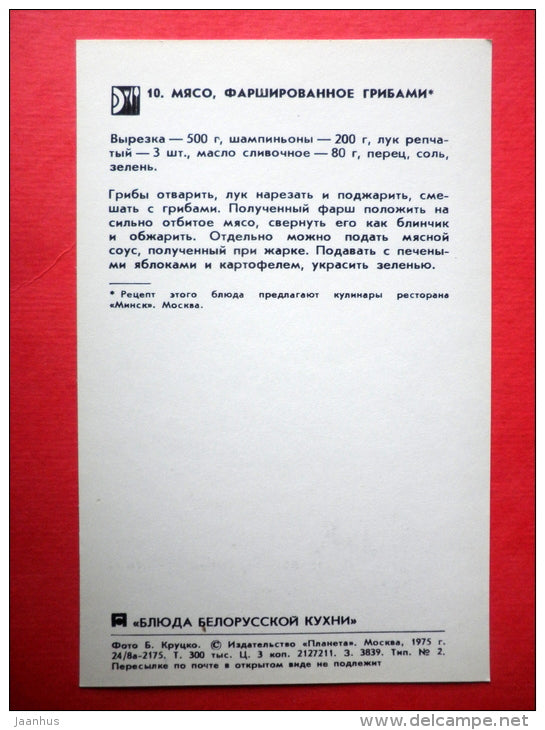 10. МЯСО, ФАРШИРОВАННОЕ ГРИБАМИ*
Вырезка — 500 г, шампиньоны — 200 г, лук репча-
тый — 3 шт., масло сливочное — 80 г, перец, соль,
зелень.
Грибы отварить, лук нарезать и поджарить, сме-
шать с грибами. Полученный фарш положить на
сильно отбитое мясо, свернуть его как блинчик
и обжарить. Отдельно можно подать мясной
соус, полученный при жарке. Подавать с печены-
ми яблоками и картофелем, украсить зеленью.
* Рецепт этого блюда предлагают кулинары ресторана
«Минск». Москва.
«БЛЮДА БЕЛОРУССКОЙ КУХНИ»
Фото Б. Круцко. © Издательство «Планета». Москва, 1975 г.
24/8а-2175. Т. 300 тыс. Ц. 3 коп. 2127211. З. 3839. Тип. № 2.
Пересылке по почте в открытом виде не подлежит
jaanhus
www.delcampe.net